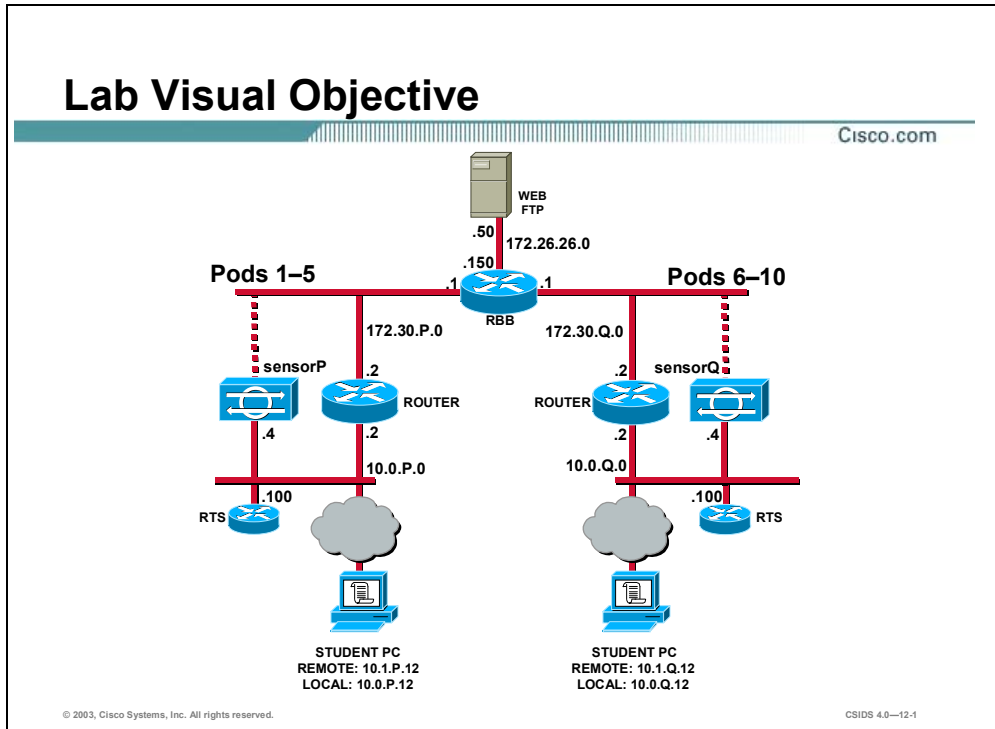 Lab Visual Objective
Cisco.com
WEB
FTP
.50
172.26.26.0
.150
Pods 1–5
Pods 6–10
.1
.1
RBB
172.30.P.0
172.30.Q.0
sensorP
.2
.2
sensorQ
ROUTER
ROUTER
.4
.2
.2
.4
10.0.P.0
10.0.Q.0
.100
.100
RTS
RTS
STUDENT PC
REMOTE: 10.1.P.12
LOCAL: 10.0.P.12
STUDENT PC
REMOTE: 10.1.Q.12
LOCAL: 10.0.Q.12
© 2003, Cisco Systems, Inc. All rights reserved.
CSIDS 4.0—12-1